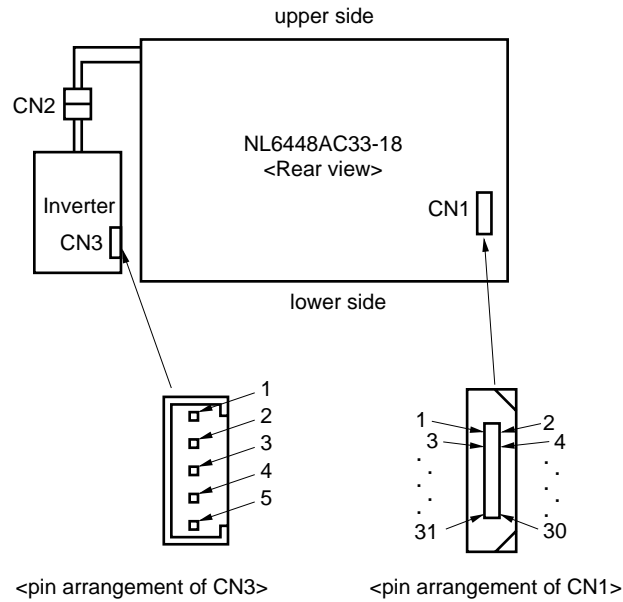 upper side
CN2
NL6448AC33-18
<Rear view>
Inverter
CN1
CN3
lower side
1
2
3
4
5
1 2
3 4
31 30
<pin arrangement of CN3>
<pin arrangement of CN1>